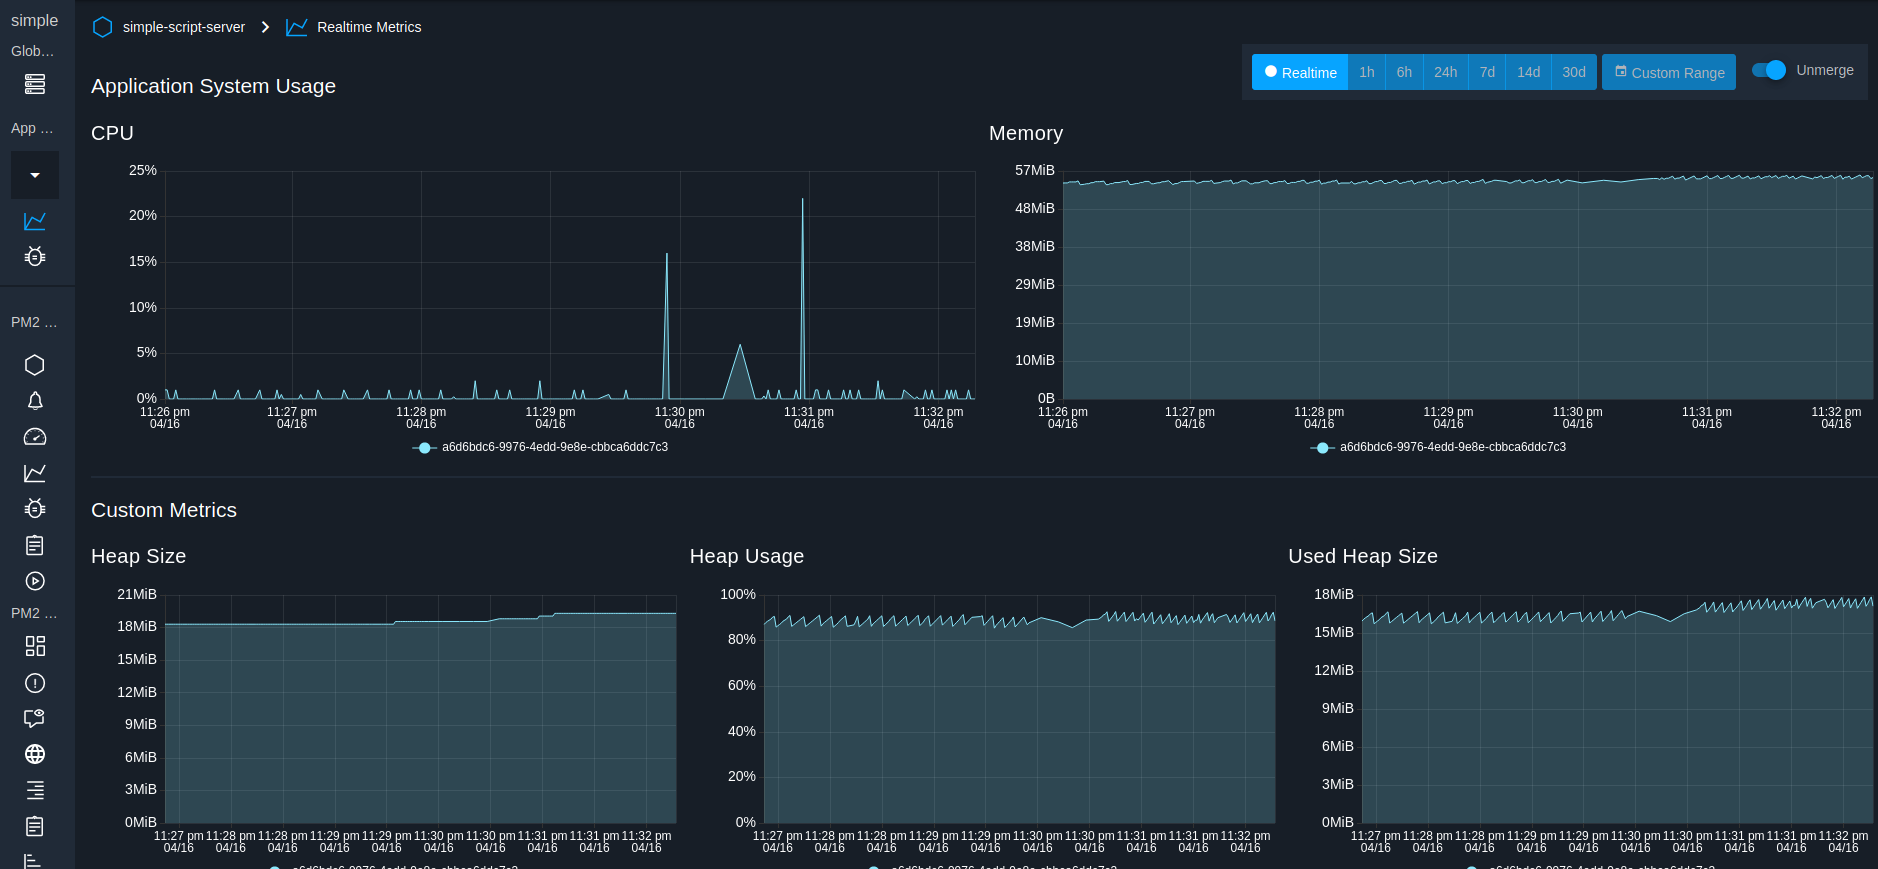 simple
simple-script-server
Realtime Metrics
Glob...
App ...
PM2 ...
PM2 ...
Realtime
1h
6h
24h
7d
14d
30d
Custom Range
Unmerge
Application System Usage
CPU
25%
20%
15%
10%
5%
0%
11:26 pm 11:27 pm 11:28 pm 11:29 pm 11:30 pm 11:31 pm 11:32 pm
04/16 04/16 04/16 04/16 04/16 04/16 04/16
a6d6bdc6-9976-4edd-9e8e-cbbca6ddc7c3
Memory
57MiB
48MiB
38MiB
29MiB
19MiB
10MiB
0B
11:26 pm 11:27 pm 11:28 pm 11:29 pm 11:30 pm 11:31 pm 11:32 pm
04/16 04/16 04/16 04/16 04/16 04/16 04/16
a6d6bdc6-9976-4edd-9e8e-cbbca6ddc7c3
Custom Metrics
Heap Size
21MiB
18MiB
15MiB
12MiB
9MiB
6MiB
3MiB
0MiB
11:27 pm 11:28 pm 11:28 pm 11:29 pm 11:29 pm 11:30 pm 11:30 pm 11:31 pm 11:31 pm 11:32 pm
04/16 04/16 04/16 04/16 04/16 04/16 04/16 04/16 04/16 04/16
a6d6bdc6-9976-4edd-9e8e-cbbca6ddc7c3
Heap Usage
100%
80%
60%
40%
20%
0%
11:27 pm 11:28 pm 11:28 pm 11:29 pm 11:29 pm 11:30 pm 11:30 pm 11:31 pm 11:31 pm 11:32 pm
04/16 04/16 04/16 04/16 04/16 04/16 04/16 04/16 04/16 04/16
a6d6bdc6-9976-4edd-9e8e-cbbca6ddc7c3
Used Heap Size
18MiB
15MiB
12MiB
9MiB
6MiB
3MiB
0MiB
11:27 pm 11:28 pm 11:28 pm 11:29 pm 11:29 pm 11:30 pm 11:30 pm 11:31 pm 11:31 pm 11:32 pm
04/16 04/16 04/16 04/16 04/16 04/16 04/16 04/16 04/16 04/16
a6d6bdc6-9976-4edd-9e8e-cbbca6ddc7c3